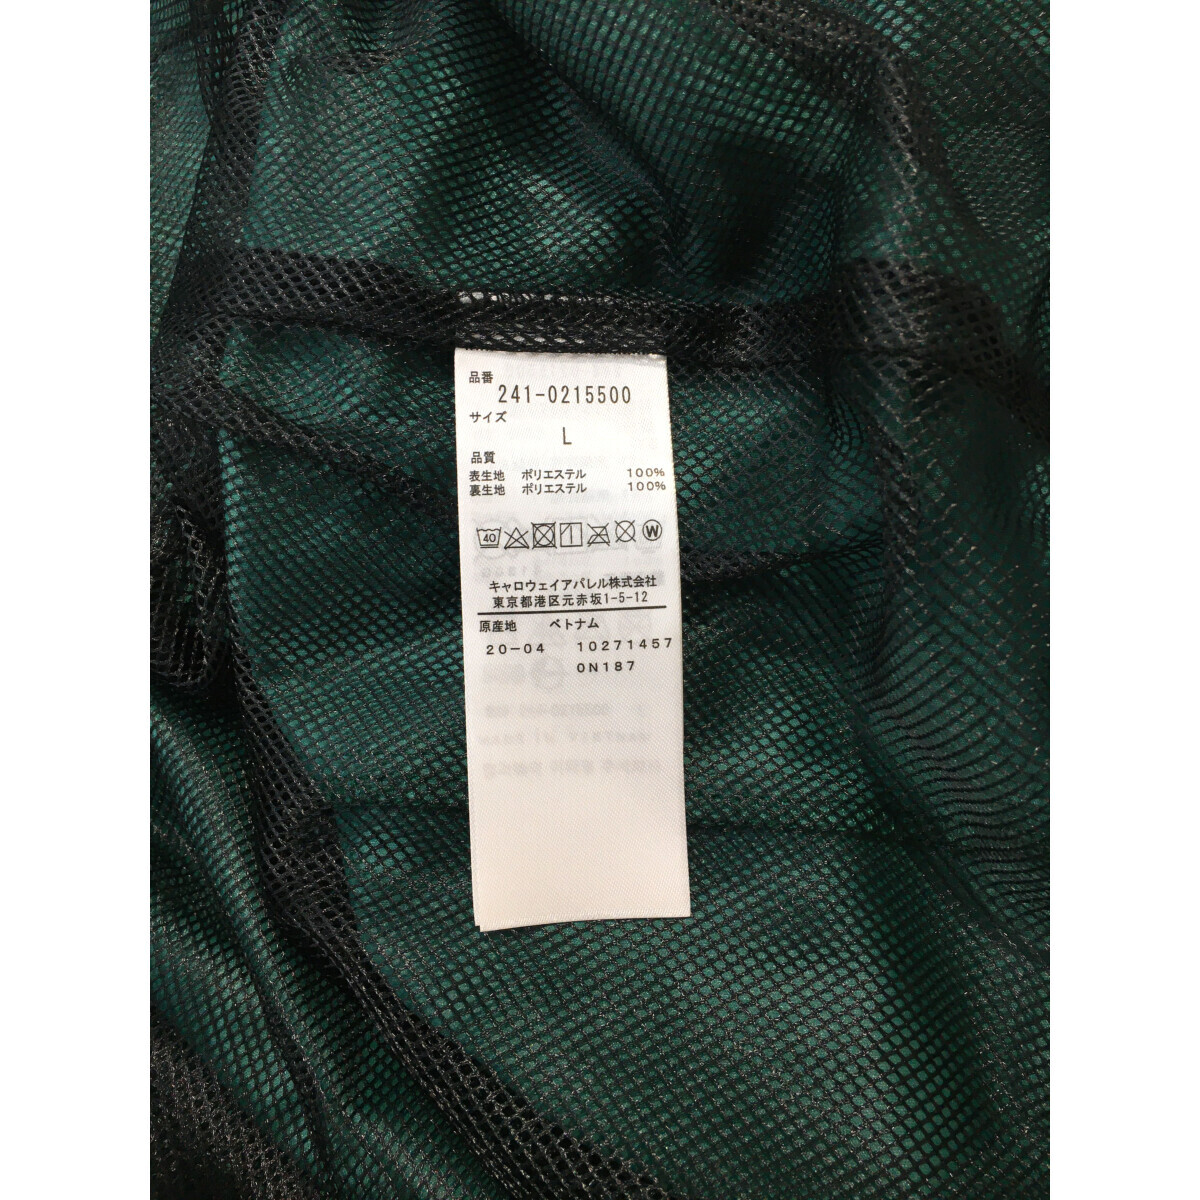 品番
241-0215500
サイズ
L
品質
表生地 ポリエステル 100%
裏生地 ポリエステル 100%
40 W
キャロウェイアパレル株式会社
東京都港区元赤坂1-5-12
原産地 ベトナム
20-04 10271457
0N187